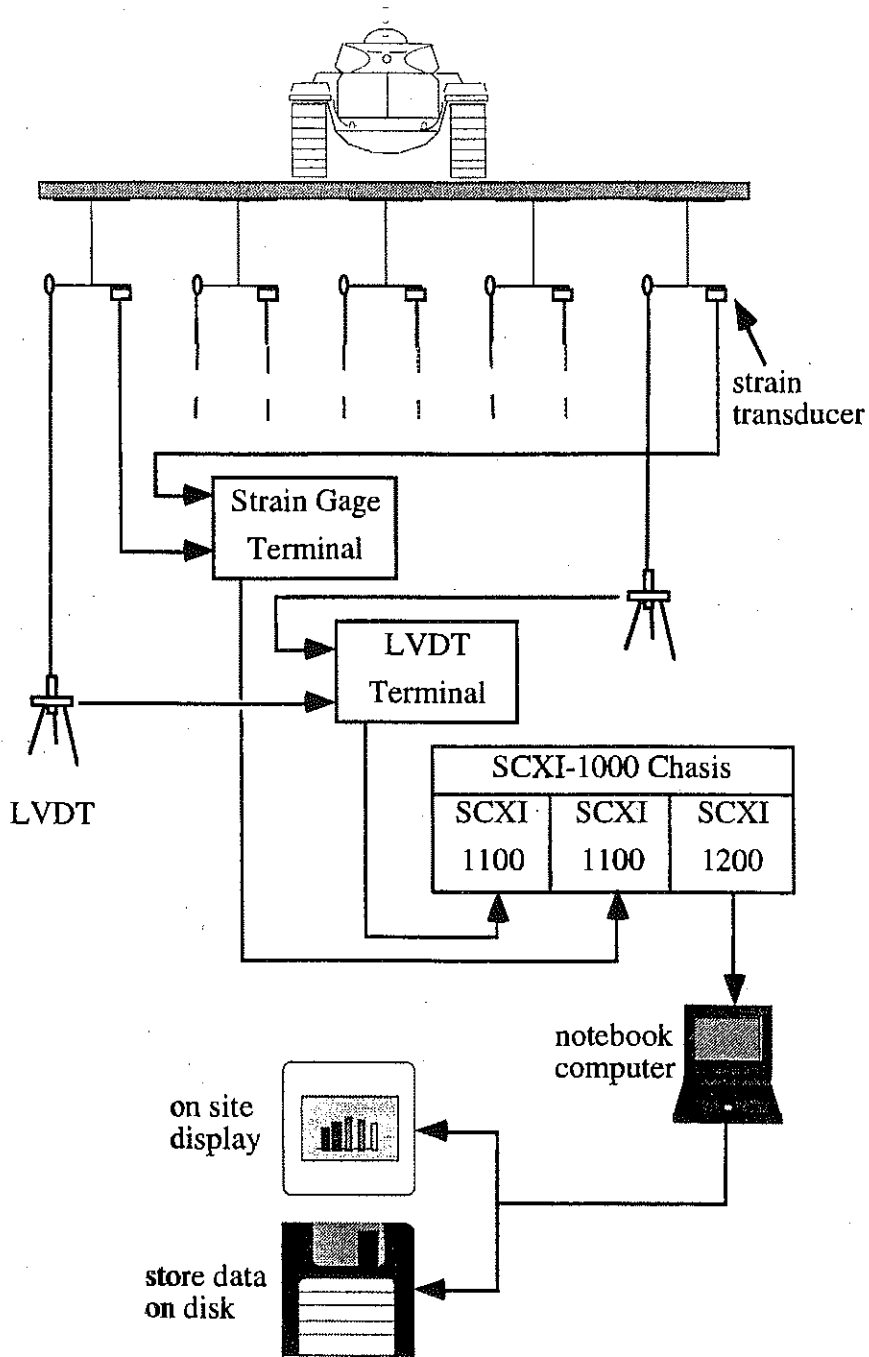 strain
transducer
Strain Gage
Terminal
LVDT
Terminal
LVDT
SCXI-1000 Chasis
SCXI
1100
SCXI
1100
SCXI
1200
notebook
computer
on site
display
store data
on disk